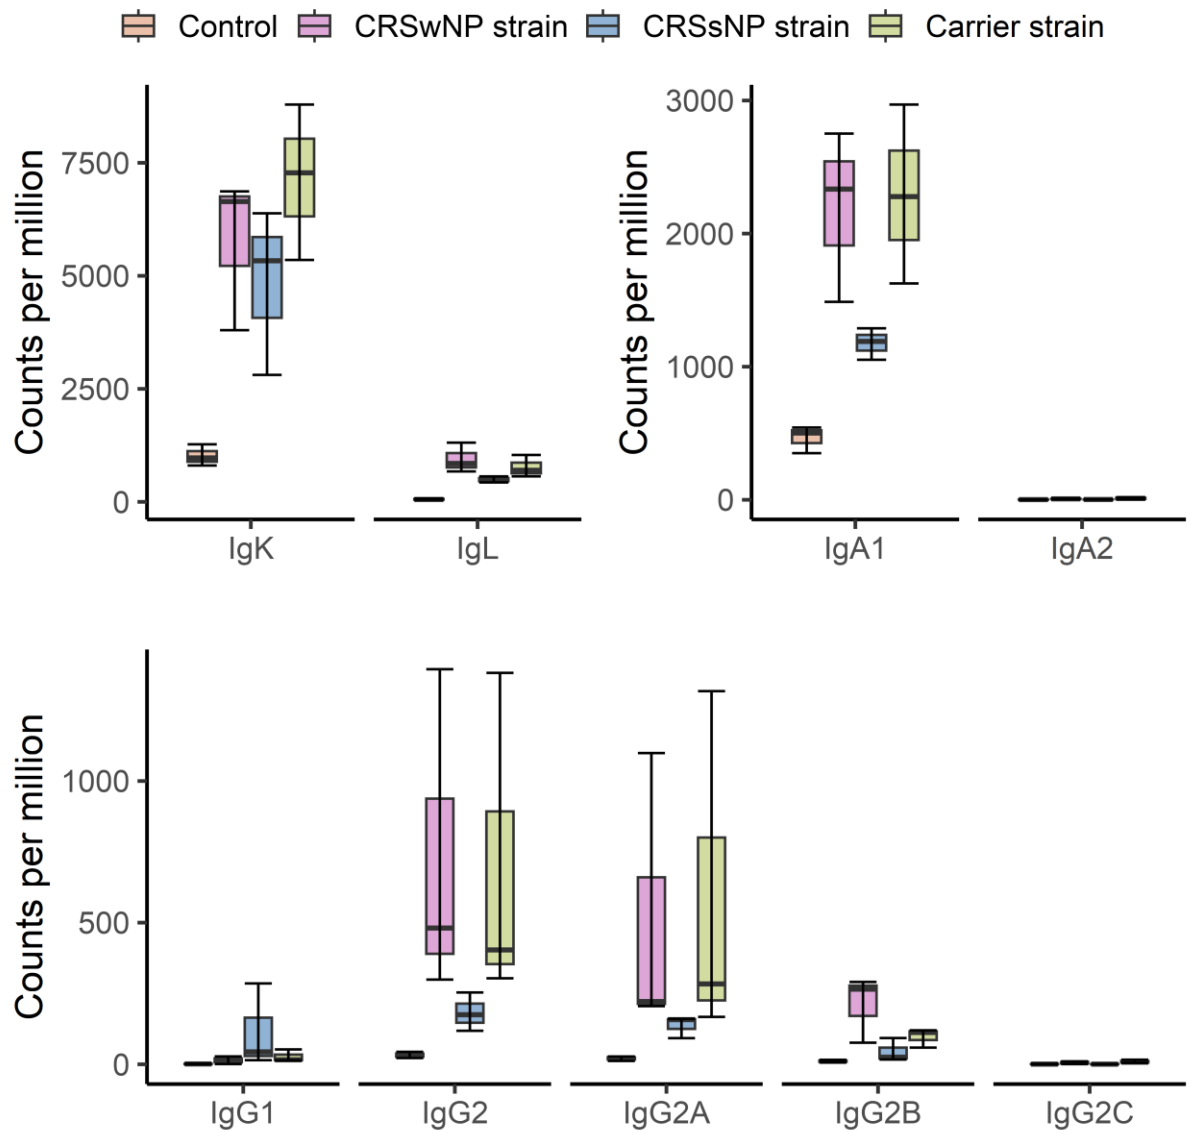 Control CRSwNP strain CRSsNP strain Carrier strain
Counts per million
7500
5000
2500
0
IgK IgL
Counts per million
3000
2000
1000
0
IgA1 IgA2
Counts per million
1000
500
0
IgG1 IgG2 IgG2A IgG2B IgG2C